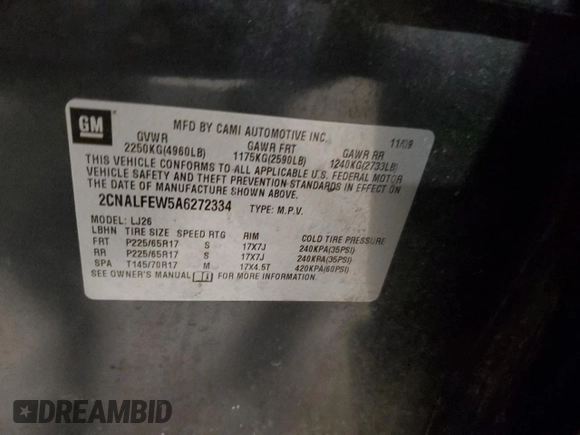 GM
MFD BY CAMI AUTOMOTIVE INC. 11/09
GVWR GAWR FRT GAWR RR
2250KG(4960LB) 1175KG(2590LB) 1240KG(2733LB)
THIS VEHICLE CONFORMS TO ALL APPLICABLE U.S. FEDERAL MOTOR
VEHICLE SAFETY AND THEFT PREVENTION STANDARDS IN EFFECT ON
THE DATE OF MANUFACTURE SHOWN ABOVE.
2CNALFEW5A6272334 TYPE: M.P.V.
MODEL: LJ26
LBHN TIRE SIZE SPEED RTG RIM COLD TIRE PRESSURE
FRT P225/65R17 S 17X7J 240KPA(35PSI)
RR P225/65R17 S 17X7J 240KPA(35PSI)
SPA T145/70R17 M 17X4.5T 420KPA(60PSI)
SEE OWNER'S MANUAL FOR MORE INFORMATION.
DREAMBID